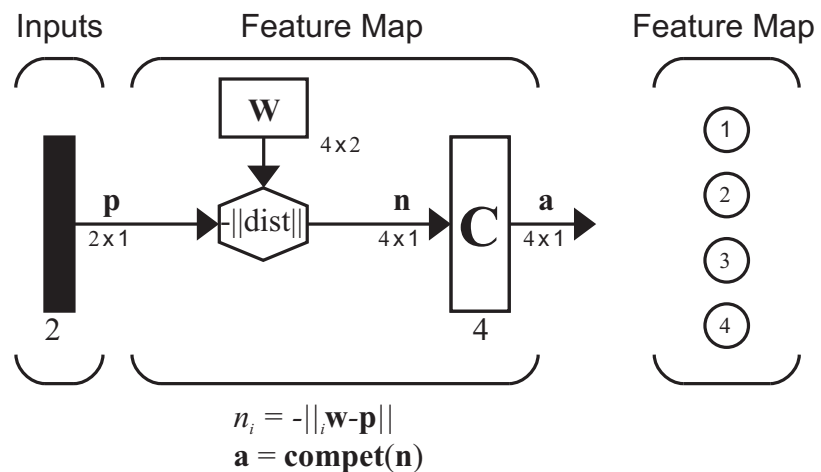 Inputs Feature Map Feature Map
W
4 x 2
1
2
3
4
p
2 x 1
-||dist||
n
4 x 1
C
a
4 x 1
2
4
nᵢ = -||ᵢw-p||
a = compet(n)